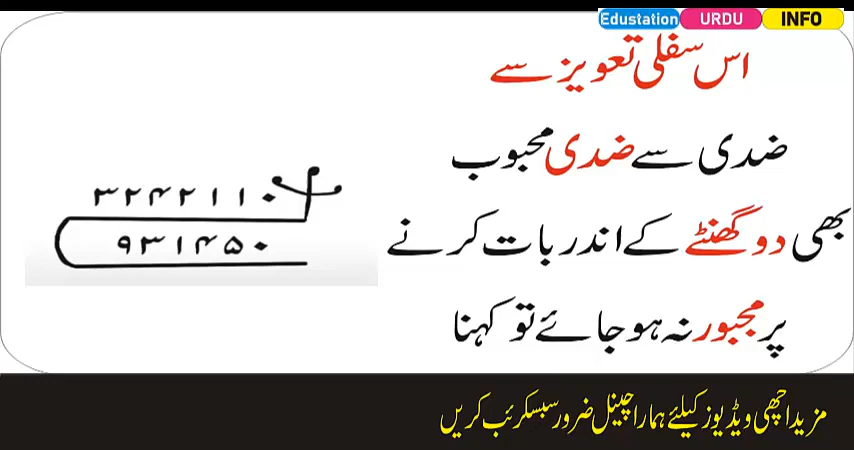 Edustation URDU INFO
اس سفلی تعویز سے
ضدی سے ضدی محبوب
بھی دو گھنٹے کے اندر بات کرنے
پر مجبور نہ ہو جائے تو کہنا
۳۲۴۲۱۱۰
۹۳۱۴۵۰
مزید اچھی ویڈیوز کیلئے ہمارا چینل ضرور سبسکرائب کریں